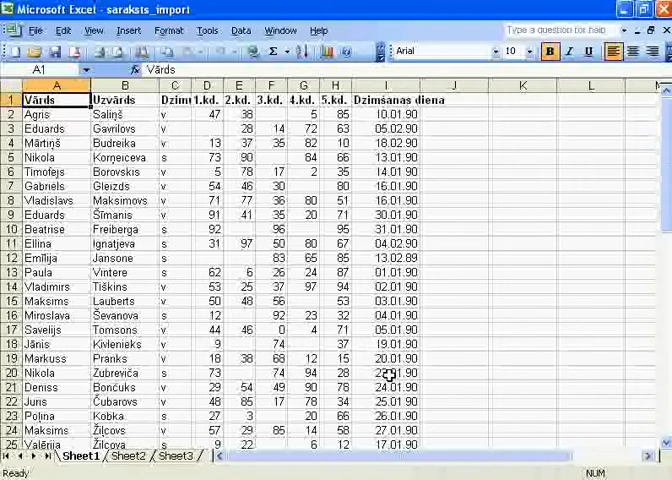 Microsoft Excel - saraksts_import
File Edit View Insert Format Tools Data Window Help Type a question for help
Arial 10 B I U
A1 fx Vārds
A B C D E F G H I J K L M
1 Vārds Uzvārds Dzimu 1.kd. 2.kd. 3.kd. 4.kd. 5.kd. Dzimšanas diena
2 Agris Saliņš v 47 38 5 85 10.01.90
3 Eduards Gavrilovs v 28 14 72 63 05.02.90
4 Mārtiņš Budreika v 13 37 35 82 10 18.02.90
5 Nikola Korņeičeva s 73 90 84 66 13.01.90
6 Timofejs Borovskis v 5 78 17 2 35 14.01.90
7 Gabriels Gleizds v 54 46 30 80 16.01.90
8 Vladislavs Maksimovs v 71 77 36 80 51 16.01.90
9 Eduards Šīmanis v 91 41 35 20 71 30.01.90
10 Beatrise Freiberga s 92 96 95 31.01.90
11 Elīna Ignatjeva s 31 97 50 80 67 04.02.90
12 Emīlija Jansone s 83 65 85 13.02.89
13 Paula Vintere s 62 6 26 24 87 01.01.90
14 Vladimirs Tiškins v 53 25 37 97 94 02.01.90
15 Maksims Lauberts v 50 48 56 53 03.01.90
16 Miroslava Ševanova s 12 92 23 32 04.01.90
17 Savelijs Tomsons v 44 46 0 4 71 05.01.90
18 Jānis Kivlenieks v 9 74 37 19.01.90
19 Markuss Pranks v 18 38 68 12 15 20.01.90
20 Nikola Zubreviča s 73 74 94 28
21 Deniss Bončuks v 29 54 49 90 78 24.01.90
22 Juris Čubarovs v 48 85 17 78 34 25.01.90
23 Poļina Kobka s 27 3 20 66 26.01.90
24 Maksims Žilcovs v 57 29 85 14 58 27.01.90
25 Valērija Žilcova s 9 22 6 12 17.01.90
Sheet1 Sheet2 Sheet3
Ready NUM